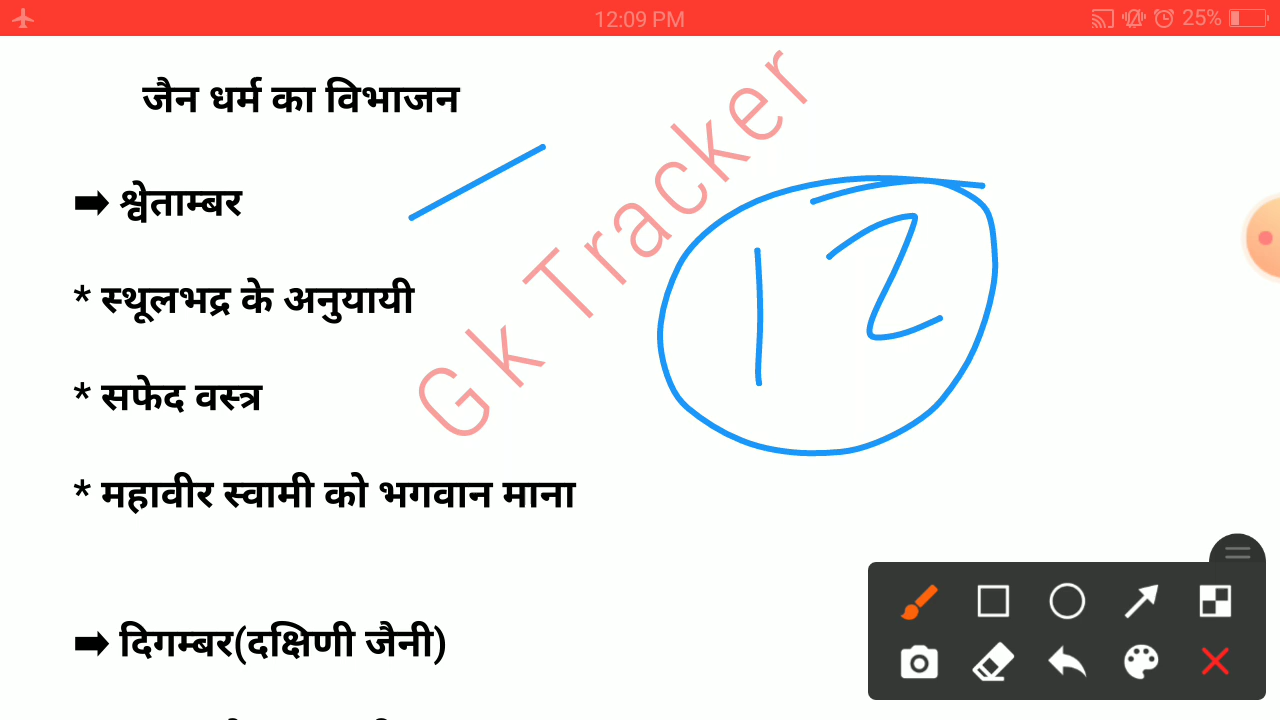 12:09 PM
25%
जैन धर्म का विभाजन
➡ श्वेताम्बर
* स्थूलभद्र के अनुयायी
* सफेद वस्त्र
* महावीर स्वामी को भगवान माना
➡ दिगम्बर(दक्षिणी जैनी)
Gk Tracker
12